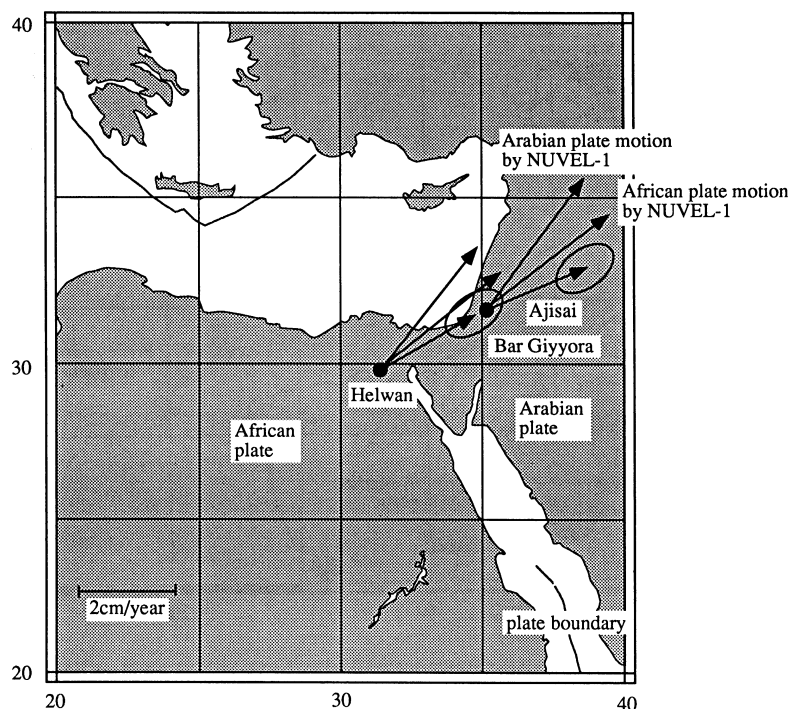 40
Arabian plate motion
by NUVEL-1
African plate motion
by NUVEL-1
Ajisai
Bar Giyyora
30
Helwan
Arabian
plate
African
plate
2cm/year
plate boundary
20
20
30
40